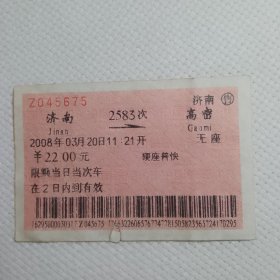 Z045675 济南 售
济南 2583次 高密
Jinan Gaomi
2008年03月20日11:21开 无座
¥22.00元 硬座普快
限乘当日当次车
在2日内到有效